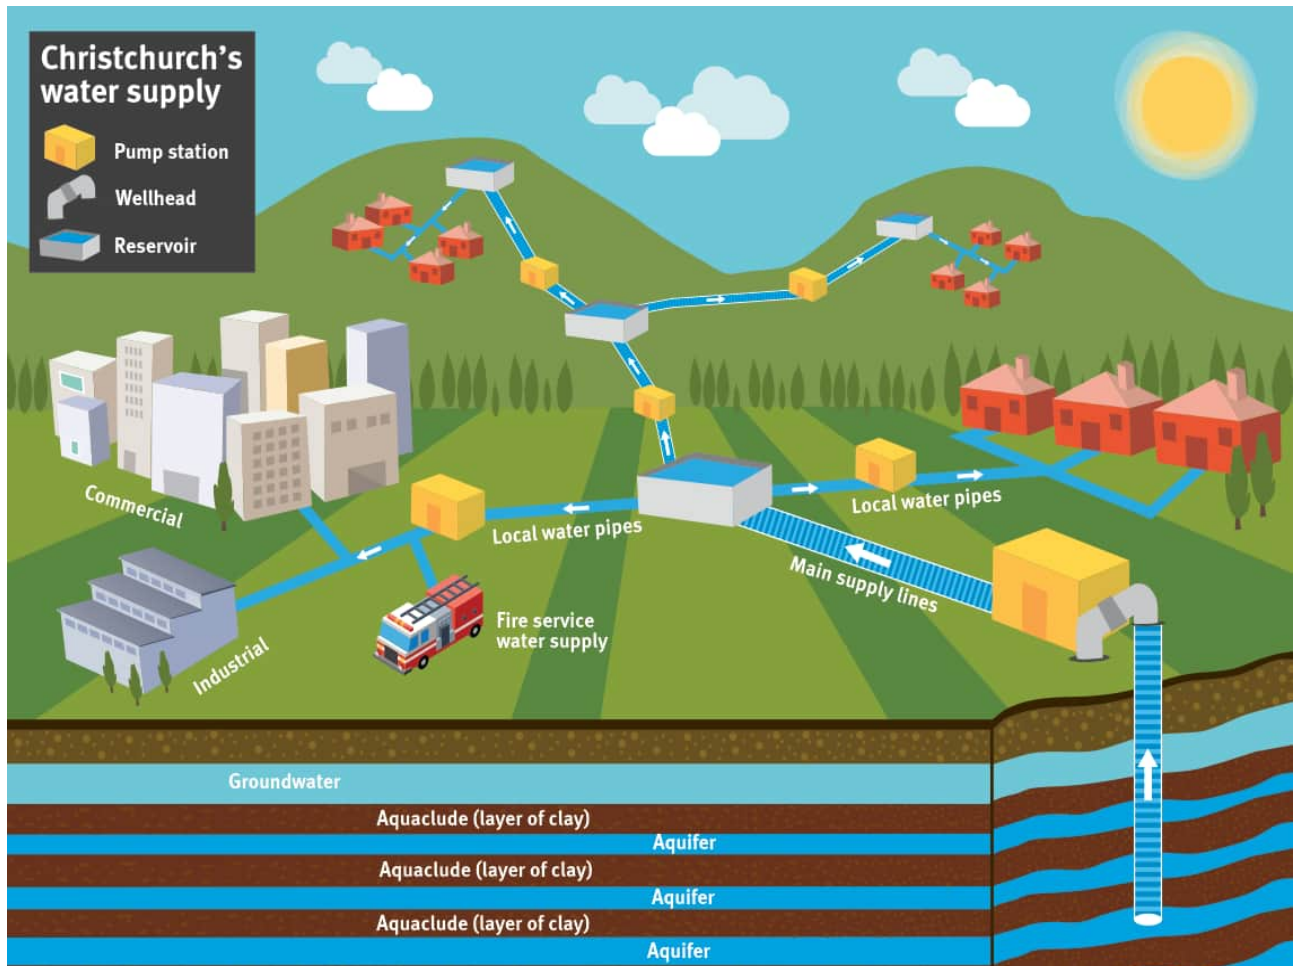 Christchurch's
water supply
Pump station
Wellhead
Reservoir
Commercial
Local water pipes
Local water pipes
Main supply lines
Fire service
water supply
Industrial
Groundwater
Aquaclude (layer of clay)
Aquifer
Aquaclude (layer of clay)
Aquifer
Aquaclude (layer of clay)
Aquifer